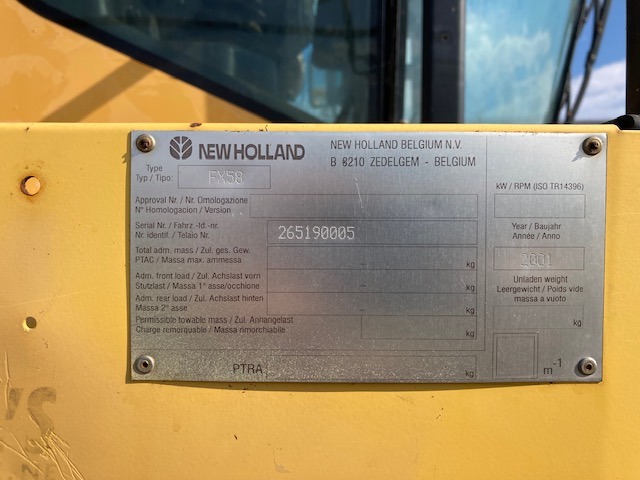 NEW HOLLAND
NEW HOLLAND BELGIUM N.V.
B 8210 ZEDELGEM - BELGIUM
Type
Typ / Tipo:
FX58
kW / RPM (ISO TR14396)
Approval Nr / Nr. Omologazione
N° Homologacion / Version
Serial Nr / Fahrz.-Id.-nr.
Nr. identif. / Telaio Nr.
265190005
Year / Baujahr
Année / Anno
2001
Total adm. mass / Zul. ges. Gew.
PTAC / Massa max. ammessa
kg
Adm. front load / Zul. Achslast vorn
Stutzlast / Massa 1° asse/occhione
kg
Unladen weight
Leergewicht / Poids vide
massa a vuoto
kg
Adm. rear load / Zul. Achslast hinten
Massa 2° asse
kg
Permissible towable mass / Zul. Anhangelast
Charge remorquable / Massa rimorchiabile
kg
PTRA
kg
m-1